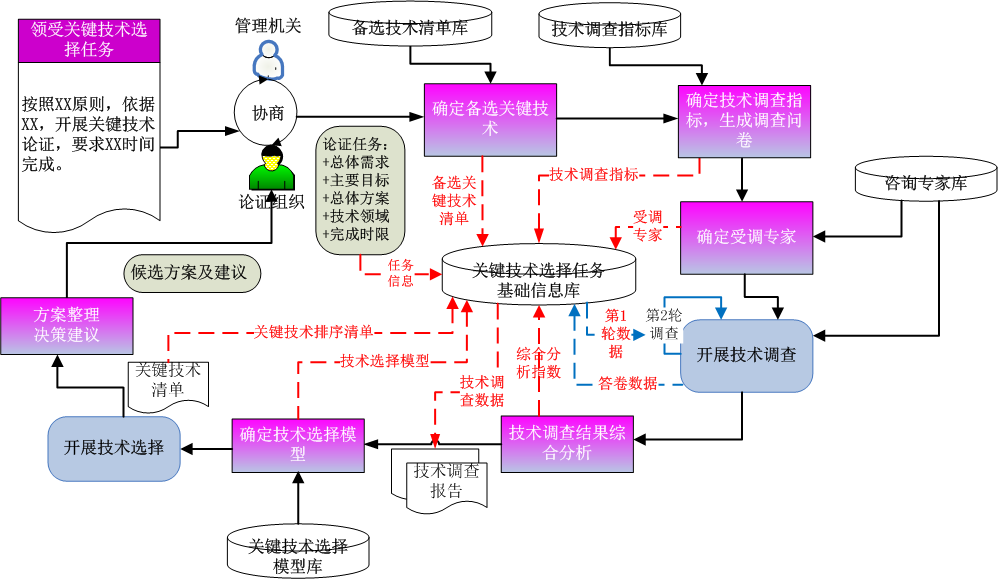 领受关键技术选
择任务
按照XX原则，依据
XX，开展关键技术
论证，要求XX时间
完成。
管理机关
协商
论证组织
备选技术清单库
技术调查指标库
确定备选关键技
术
确定技术调查指
标，生成调查问
卷
论证任务：
+总体需求
+主要目标
+总体方案
+技术领域
+完成时限
备选关
键技术
清单
技术调查指标
咨询专家库
受调
专家
确定受调专家
候选方案及建议
任务
信息
关键技术选择任务
基础信息库
方案整理
决策建议
关键技术排序清单
第1
轮数
据
第2轮
调查
开展技术调查
关键技术
清单
技术选择模型
综合分
析指数
答卷数据
技术调
查数据
开展技术选择
确定技术选择模
型
技术调查结果综
合分析
技术调查
报告
关键技术选择
模型库